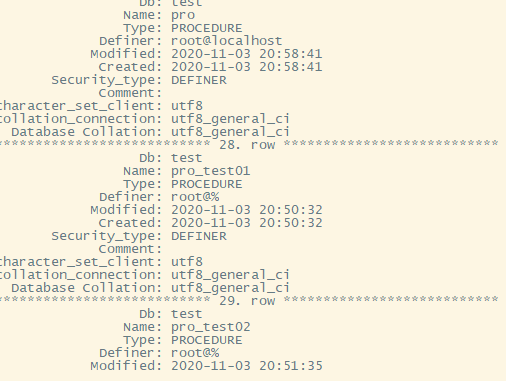 Db: test
Name: pro
Type: PROCEDURE
Definer: root@localhost
Modified: 2020-11-03 20:58:41
Created: 2020-11-03 20:58:41
Security_type: DEFINER
Comment:
character_set_client: utf8
collation_connection: utf8_general_ci
Database Collation: utf8_general_ci
*************************** 28. row ***************************
Db: test
Name: pro_test01
Type: PROCEDURE
Definer: root@%
Modified: 2020-11-03 20:50:32
Created: 2020-11-03 20:50:32
Security_type: DEFINER
Comment:
character_set_client: utf8
collation_connection: utf8_general_ci
Database Collation: utf8_general_ci
*************************** 29. row ***************************
Db: test
Name: pro_test02
Type: PROCEDURE
Definer: root@%
Modified: 2020-11-03 20:51:35